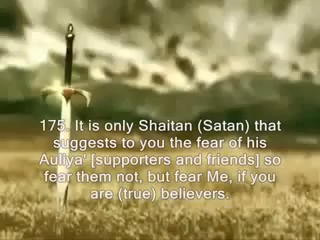 175. It is only Shaitan (Satan) that
suggests to you the fear of his
Auliya' [supporters and friends] so
fear them not, but fear Me, if you
are (true) believers.